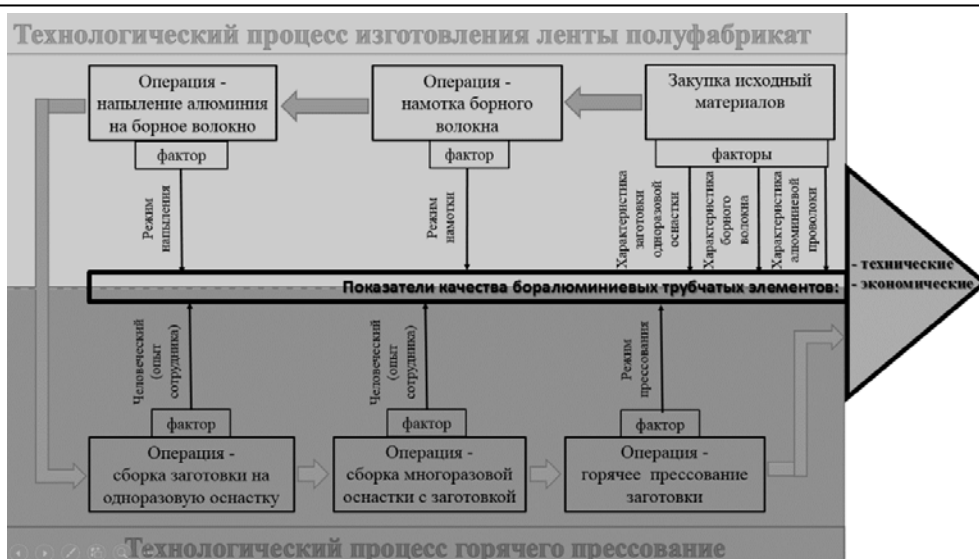 Технологический процесс изготовления ленты полуфабрикат
Операция -
напыление алюминия
на борное волокно
фактор
Операция -
намотка борного
волокна
фактор
Закупка исходный
материалов
факторы
Режим
напыления
Режим
намотки
Характеристика
заготовки
одноразовой
оснастки
Характеристика
борного
волокна
Характеристика
алюминиевой
проволоки
Показатели качества боралюминиевых трубчатых элементов:
- технические
- экономические
Человеческий
(опыт
сотрудника)
Человеческий
(опыт
сотрудника)
Режим
прессования
фактор
Операция -
сборка заготовки на
одноразовую оснастку
фактор
Операция -
сборка многоразовой
оснастки с заготовкой
фактор
Операция -
горячее прессование
заготовки
Технологический процесс горячего прессование